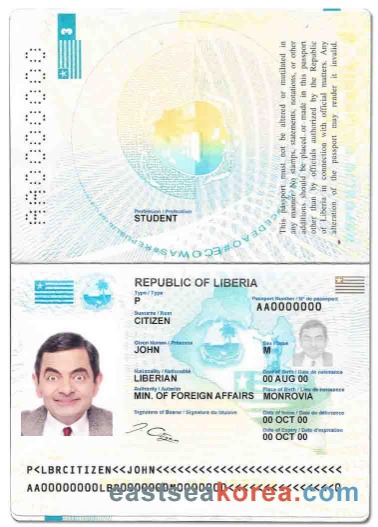 3
AA0000000
Profession / Profession
STUDENT
This passport must not be altered or mutilated in
any manner. No stamps, statements, notations, or other
additions should be placed or made in this passport
other than by officials authorized by the Republic
of Liberia in connections with official matters. Any
alteration of the passport may render it invalid.
REPUBLIC OF LIBERIA
Type / Type
P
Passport Number / N° de passeport
AA0000000
Surname / Nom
CITIZEN
Given Names / Prénoms
JOHN
Sex / Sexe
M
Nationality / Nationalité
LIBERIAN
Date of Birth / Date de naissance
00 AUG 00
Authority / Autorité
MIN. OF FOREIGN AFFAIRS
Place of Birth / Lieu de naissance
MONROVIA
Signature of Bearer / Signature du titulaire
Date of Issue / Date de délivrance
00 OCT 00
Date of Expiry / Date d'expiration
00 OCT 00
P<LBRCITIZEN<<JOHN<<<<<<<<<<<<<<<<<<<<<<<<<<
eastseakorea.com